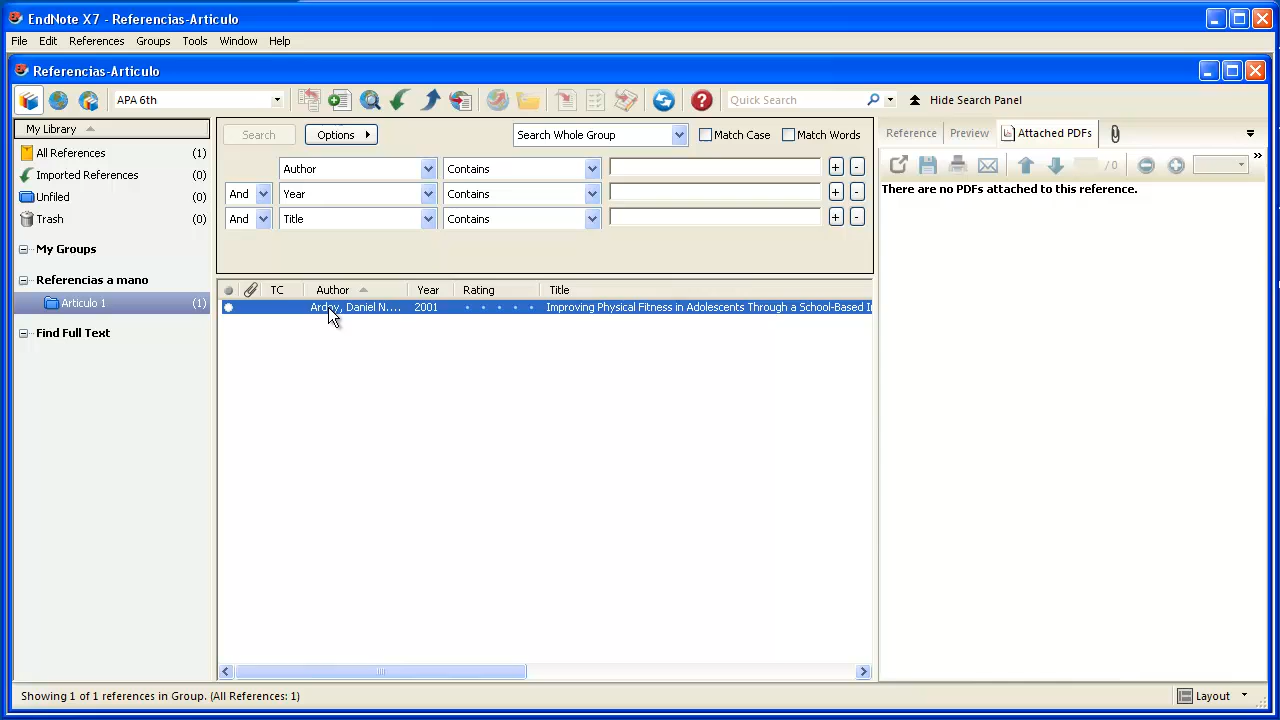 EndNote X7 - Referencias-Articulo
File Edit References Groups Tools Window Help
Referencias-Articulo
APA 6th
Quick Search
Hide Search Panel
My Library
All References (1)
Imported References (0)
Unfiled (0)
Trash (0)
My Groups
Referencias a mano
Articulo 1 (1)
Find Full Text
Search Options Search Whole Group Match Case Match Words
Author Contains + -
And Year Contains + -
And Title Contains + -
TC Author Year Rating Title
Ardoy, Daniel N.... 2001 Improving Physical Fitness in Adolescents Through a School-Based
Reference Preview Attached PDFs
/ 0
There are no PDFs attached to this reference.
Showing 1 of 1 references in Group. (All References: 1)
Layout